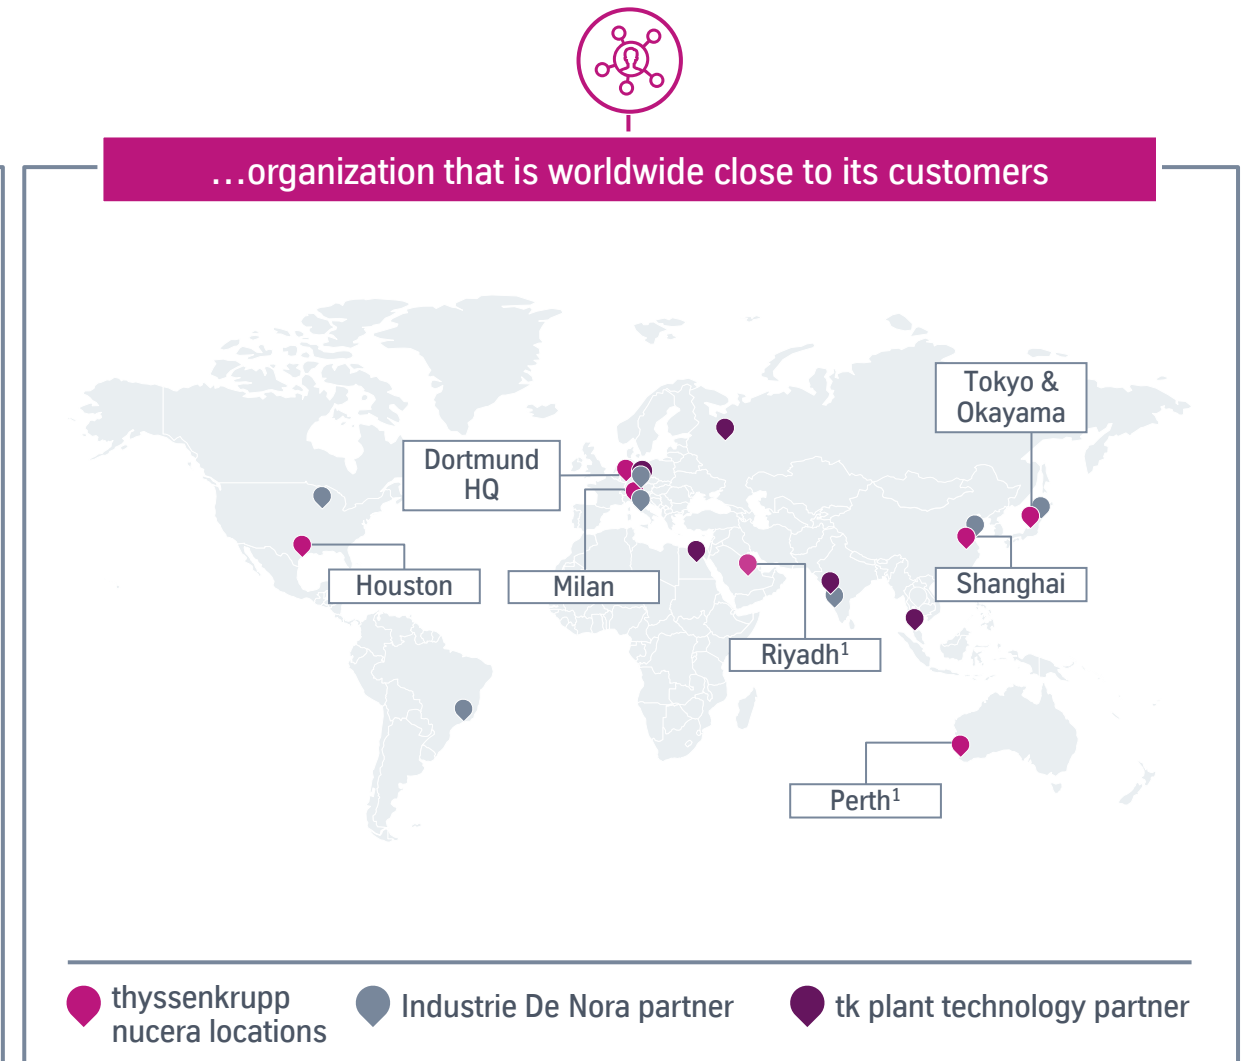 ...organization that is worldwide close to its customers
Tokyo &
Okayama
Dortmund
HQ
Houston
Milan
Shanghai
Riyadh¹
Perth¹
thyssenkrupp
nucera locations
Industrie De Nora partner
tk plant technology partner